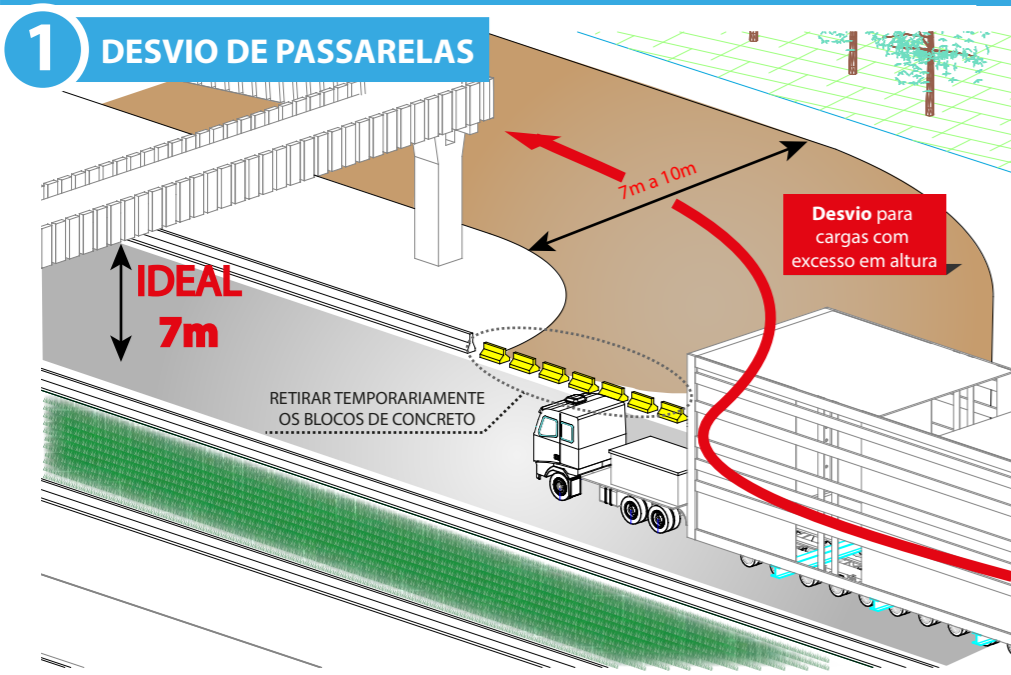 1 DESVIO DE PASSARELAS
7m a 10m
Desvio para
cargas com
excesso em altura
IDEAL
7m
RETIRAR TEMPORARIAMENTE
OS BLOCOS DE CONCRETO